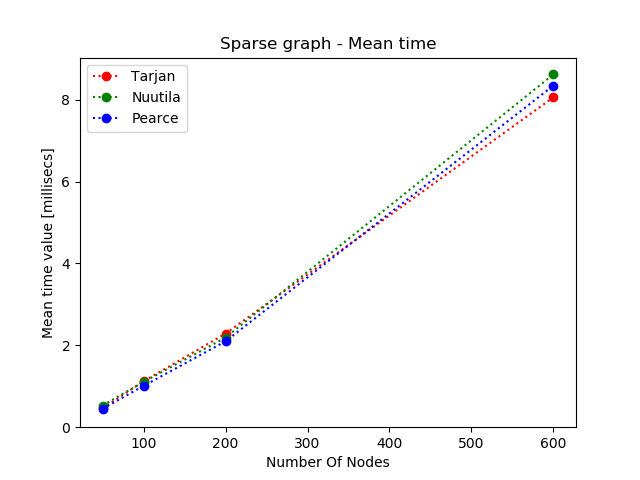 Sparse graph - Mean time
Tarjan
Nuutila
Pearce
Mean time value [millisecs]
8
6
4
2
0
100 200 300 400 500 600
Number Of Nodes